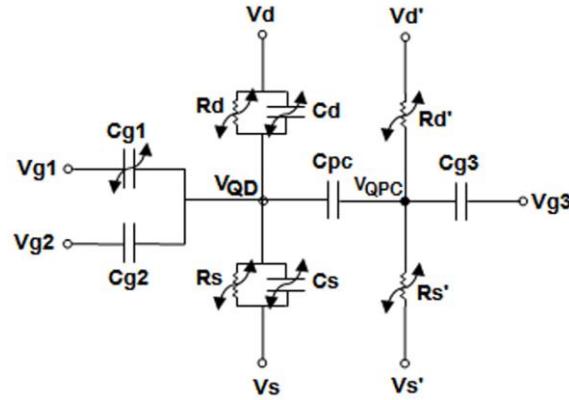 Vd Vd'
Rd Cd Rd'
Cg1 Cpc Cg3
Vg1 VQD VQPC Vg3
Vg2
Cg2 Rs Cs Rs'
Vs Vs'